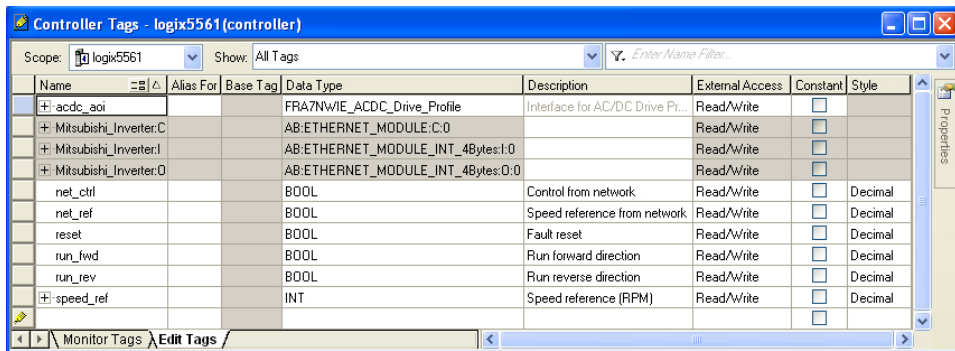 Controller Tags - logix5561(controller)
Scope: logix5561 Show: All Tags Enter Name Filter...
Name Alias For Base Tag Data Type Description External Access Constant Style
acdc_aoi FRA7NWIE_ACDC_Drive_Profile Interface for AC/DC Drive Pr... Read/Write
Mitsubishi_Inverter:C AB:ETHERNET_MODULE:C:0 Read/Write
Mitsubishi_Inverter:I AB:ETHERNET_MODULE_INT_4Bytes:I:0 Read/Write
Mitsubishi_Inverter:O AB:ETHERNET_MODULE_INT_4Bytes:O:0 Read/Write
net_ctrl BOOL Control from network Read/Write Decimal
net_ref BOOL Speed reference from network Read/Write Decimal
reset BOOL Fault reset Read/Write Decimal
run_fwd BOOL Run forward direction Read/Write Decimal
run_rev BOOL Run reverse direction Read/Write Decimal
speed_ref INT Speed reference (RPM) Read/Write Decimal
Monitor Tags Edit Tags
Properties